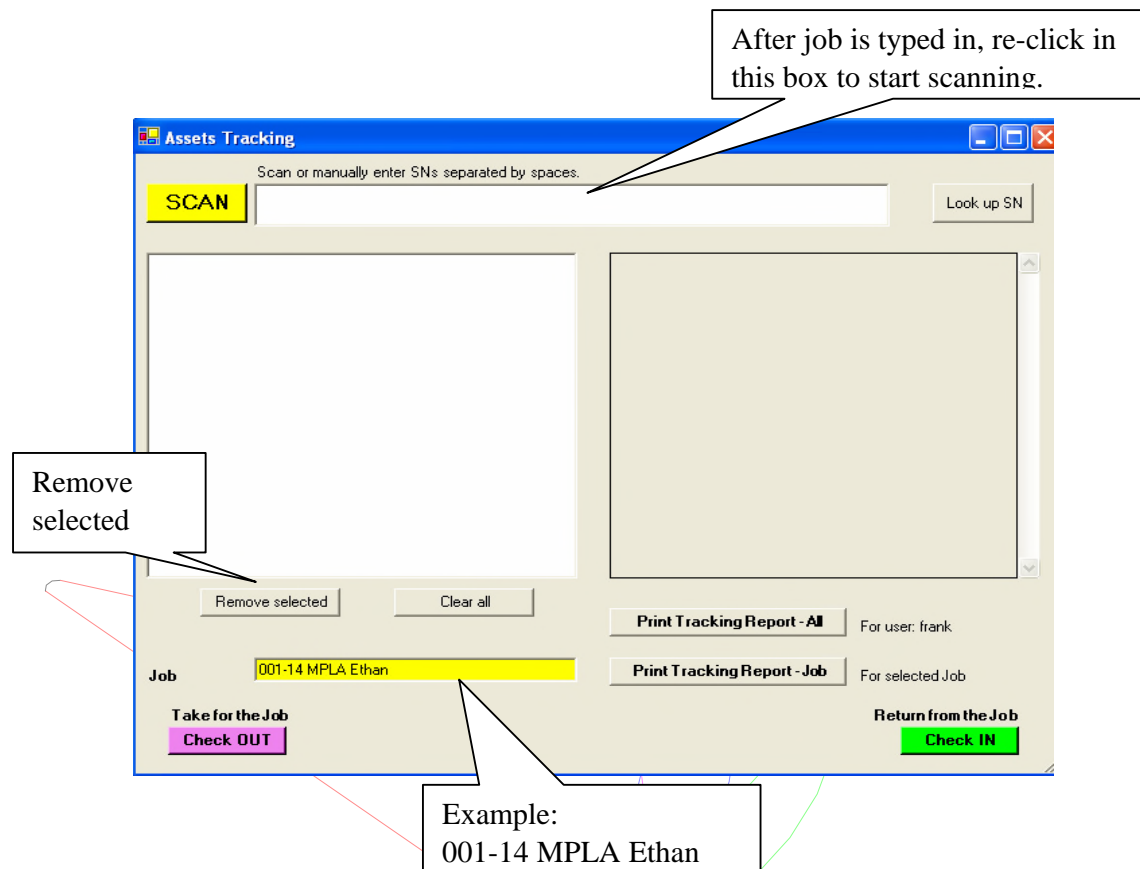 After job is typed in, re-click in
this box to start scanning.
Assets Tracking
Scan or manually enter SNs separated by spaces.
SCAN
Look up SN
Remove
selected
Remove selected
Clear all
Print Tracking Report - All
For user: frank
Job
001-14 MPLA Ethan
Print Tracking Report - Job
For selected Job
Take for the Job
Return from the Job
Check OUT
Check IN
Example:
001-14 MPLA Ethan